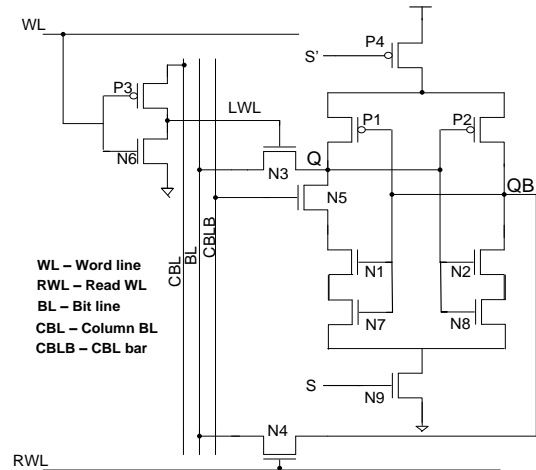 WL
S'
P4
P3
LWL
P1
P2
N6
Q
N3
N5
QB
N1
N2
N7
N8
CBL
BL
CBLB
WL – Word line
RWL – Read WL
BL – Bit line
CBL – Column BL
CBLB – CBL bar
S
N9
N4
RWL